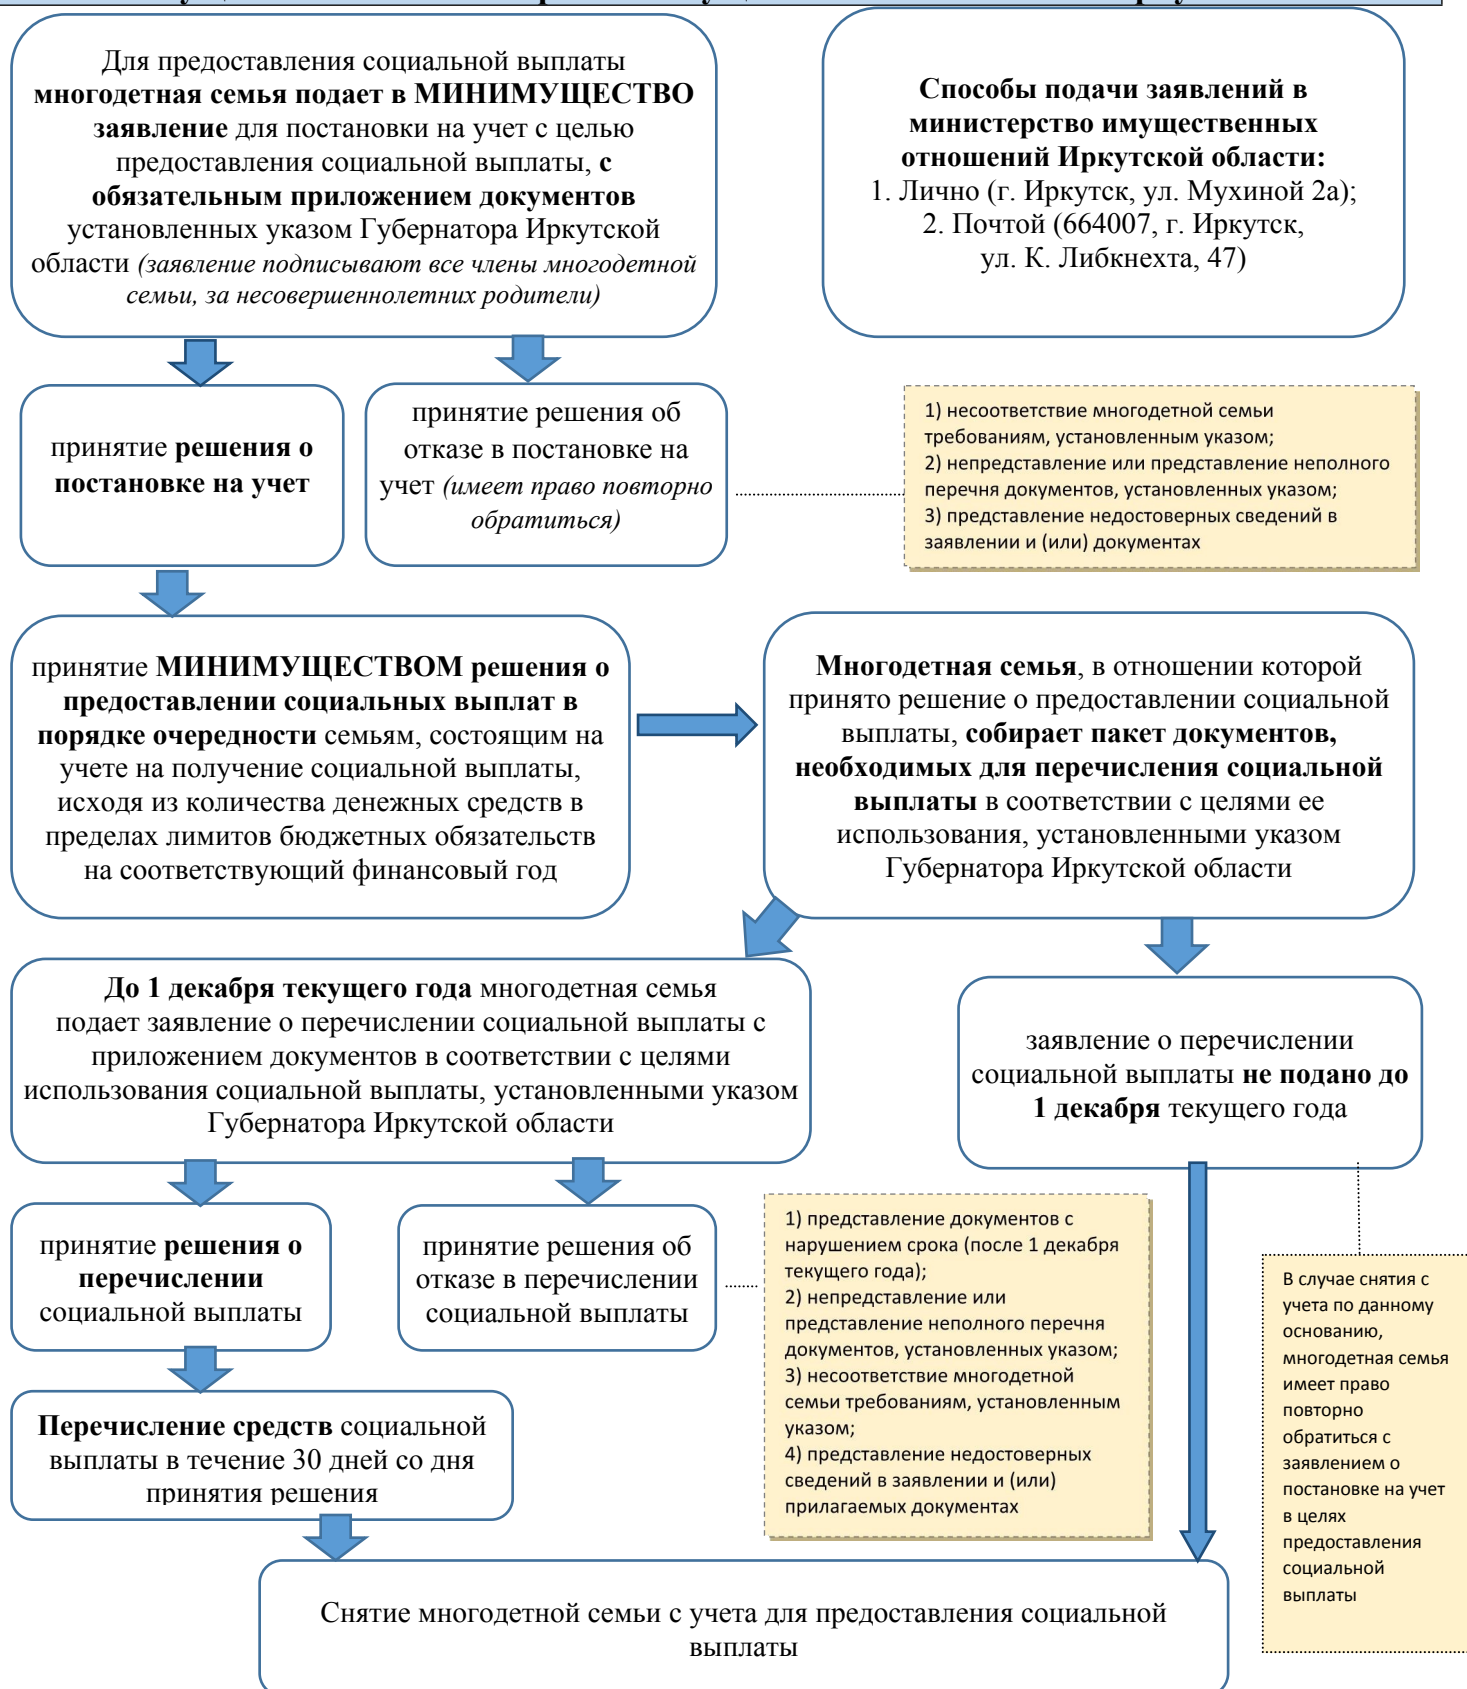 Для предоставления социальной выплаты
многодетная семья подает в МИНИМУЩЕСТВО
заявление для постановки на учет с целью
предоставления социальной выплаты, с
обязательным приложением документов
установленных указом Губернатора Иркутской
области (заявление подписывают все члены многодетной
семьи, за несовершеннолетних родители)
Способы подачи заявлений в
министерство имущественных
отношений Иркутской области:
1. Лично (г. Иркутск, ул. Мухиной 2а);
2. Почтой (664007, г. Иркутск,
ул. К. Либкнехта, 47)
принятие решения о
постановке на учет
принятие решения об
отказе в постановке на
учет (имеет право повторно
обратиться)
1) несоответствие многодетной семьи
требованиям, установленным указом;
2) непредставление или представление неполного
перечня документов, установленных указом;
3) представление недостоверных сведений в
заявлении и (или) документах
принятие МИНИМУЩЕСТВОМ решения о
предоставлении социальных выплат в
порядке очередности семьям, состоящим на
учете на получение социальной выплаты,
исходя из количества денежных средств в
пределах лимитов бюджетных обязательств
на соответствующий финансовый год
Многодетная семья, в отношении которой
принято решение о предоставлении социальной
выплаты, собирает пакет документов,
необходимых для перечисления социальной
выплаты в соответствии с целями ее
использования, установленными указом
Губернатора Иркутской области
До 1 декабря текущего года многодетная семья
подает заявление о перечислении социальной выплаты с
приложением документов в соответствии с целями
использования социальной выплаты, установленными указом
Губернатора Иркутской области
заявление о перечислении
социальной выплаты не подано до
1 декабря текущего года
принятие решения о
перечислении
социальной выплаты
принятие решения об
отказе в перечислении
социальной выплаты
1) представление документов с
нарушением срока (после 1 декабря
текущего года);
2) непредставление или
представление неполного перечня
документов, установленных указом;
3) несоответствие многодетной
семьи требованиям, установленным
указом;
4) представление недостоверных
сведений в заявлении и (или)
прилагаемых документах
В случае снятия с
учета по данному
основанию,
многодетная семья
имеет право
повторно
обратиться с
заявлением о
постановке на учет
в целях
предоставления
социальной
выплаты
Перечисление средств социальной
выплаты в течение 30 дней со дня
принятия решения
Снятие многодетной семьи с учета для предоставления социальной
выплаты